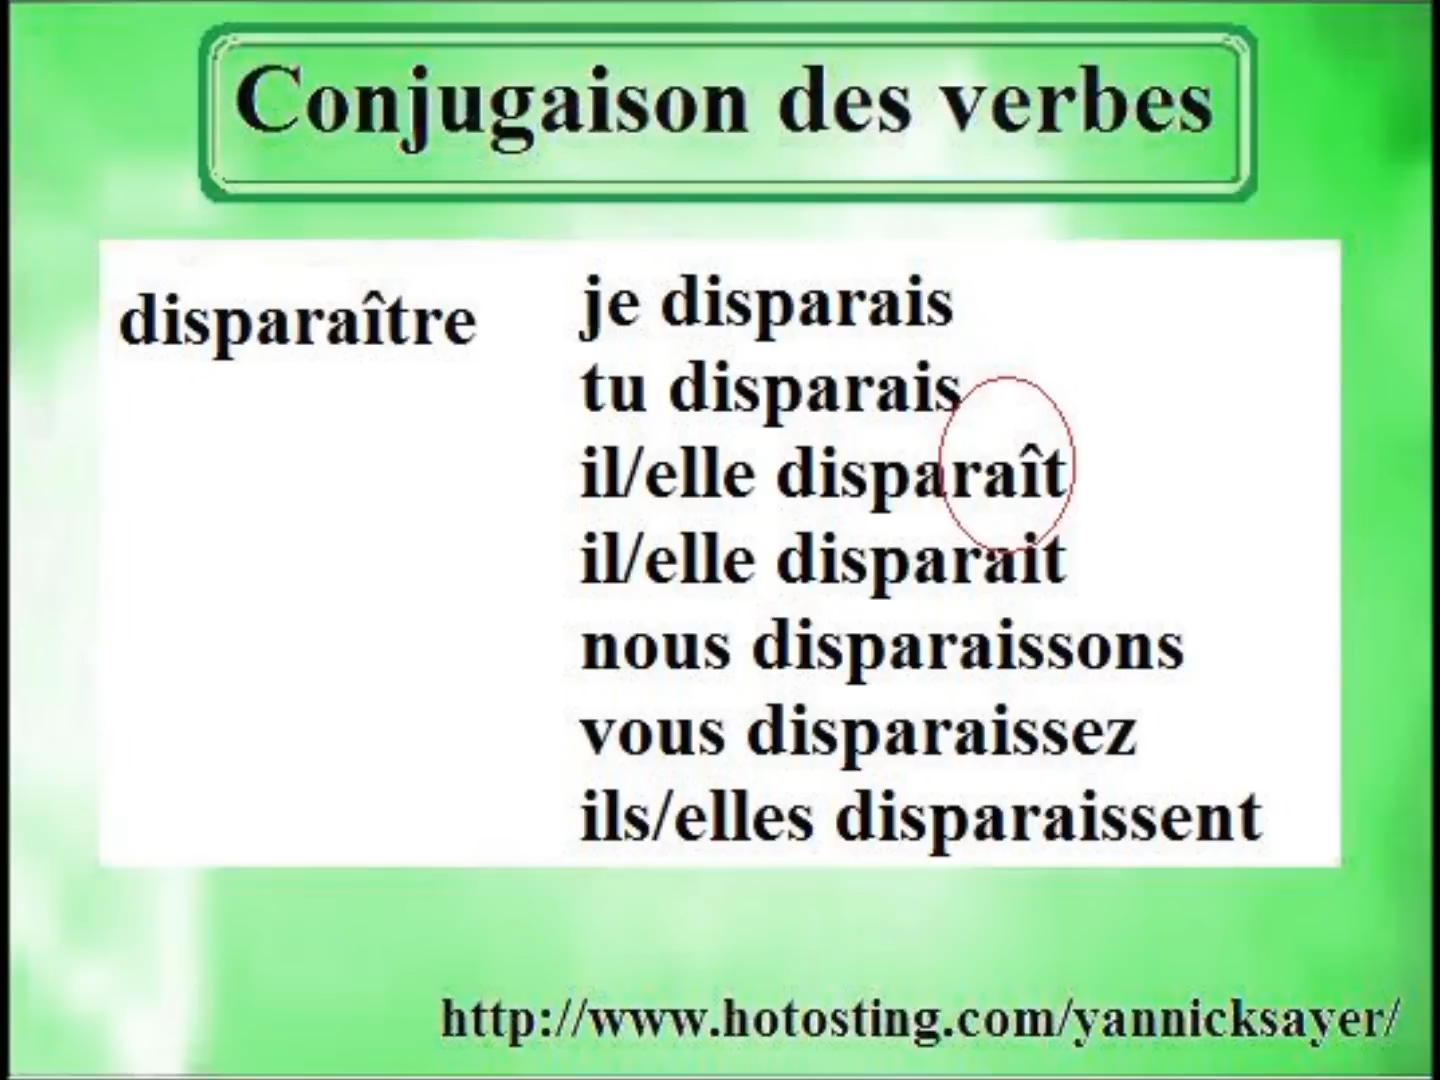 Conjugaison des verbes
disparaître
je disparais
tu disparais
il/elle disparaît
il/elle disparait
nous disparaissons
vous disparaissez
ils/elles disparaissent
http://www.hotosting.com/yannicksayer/